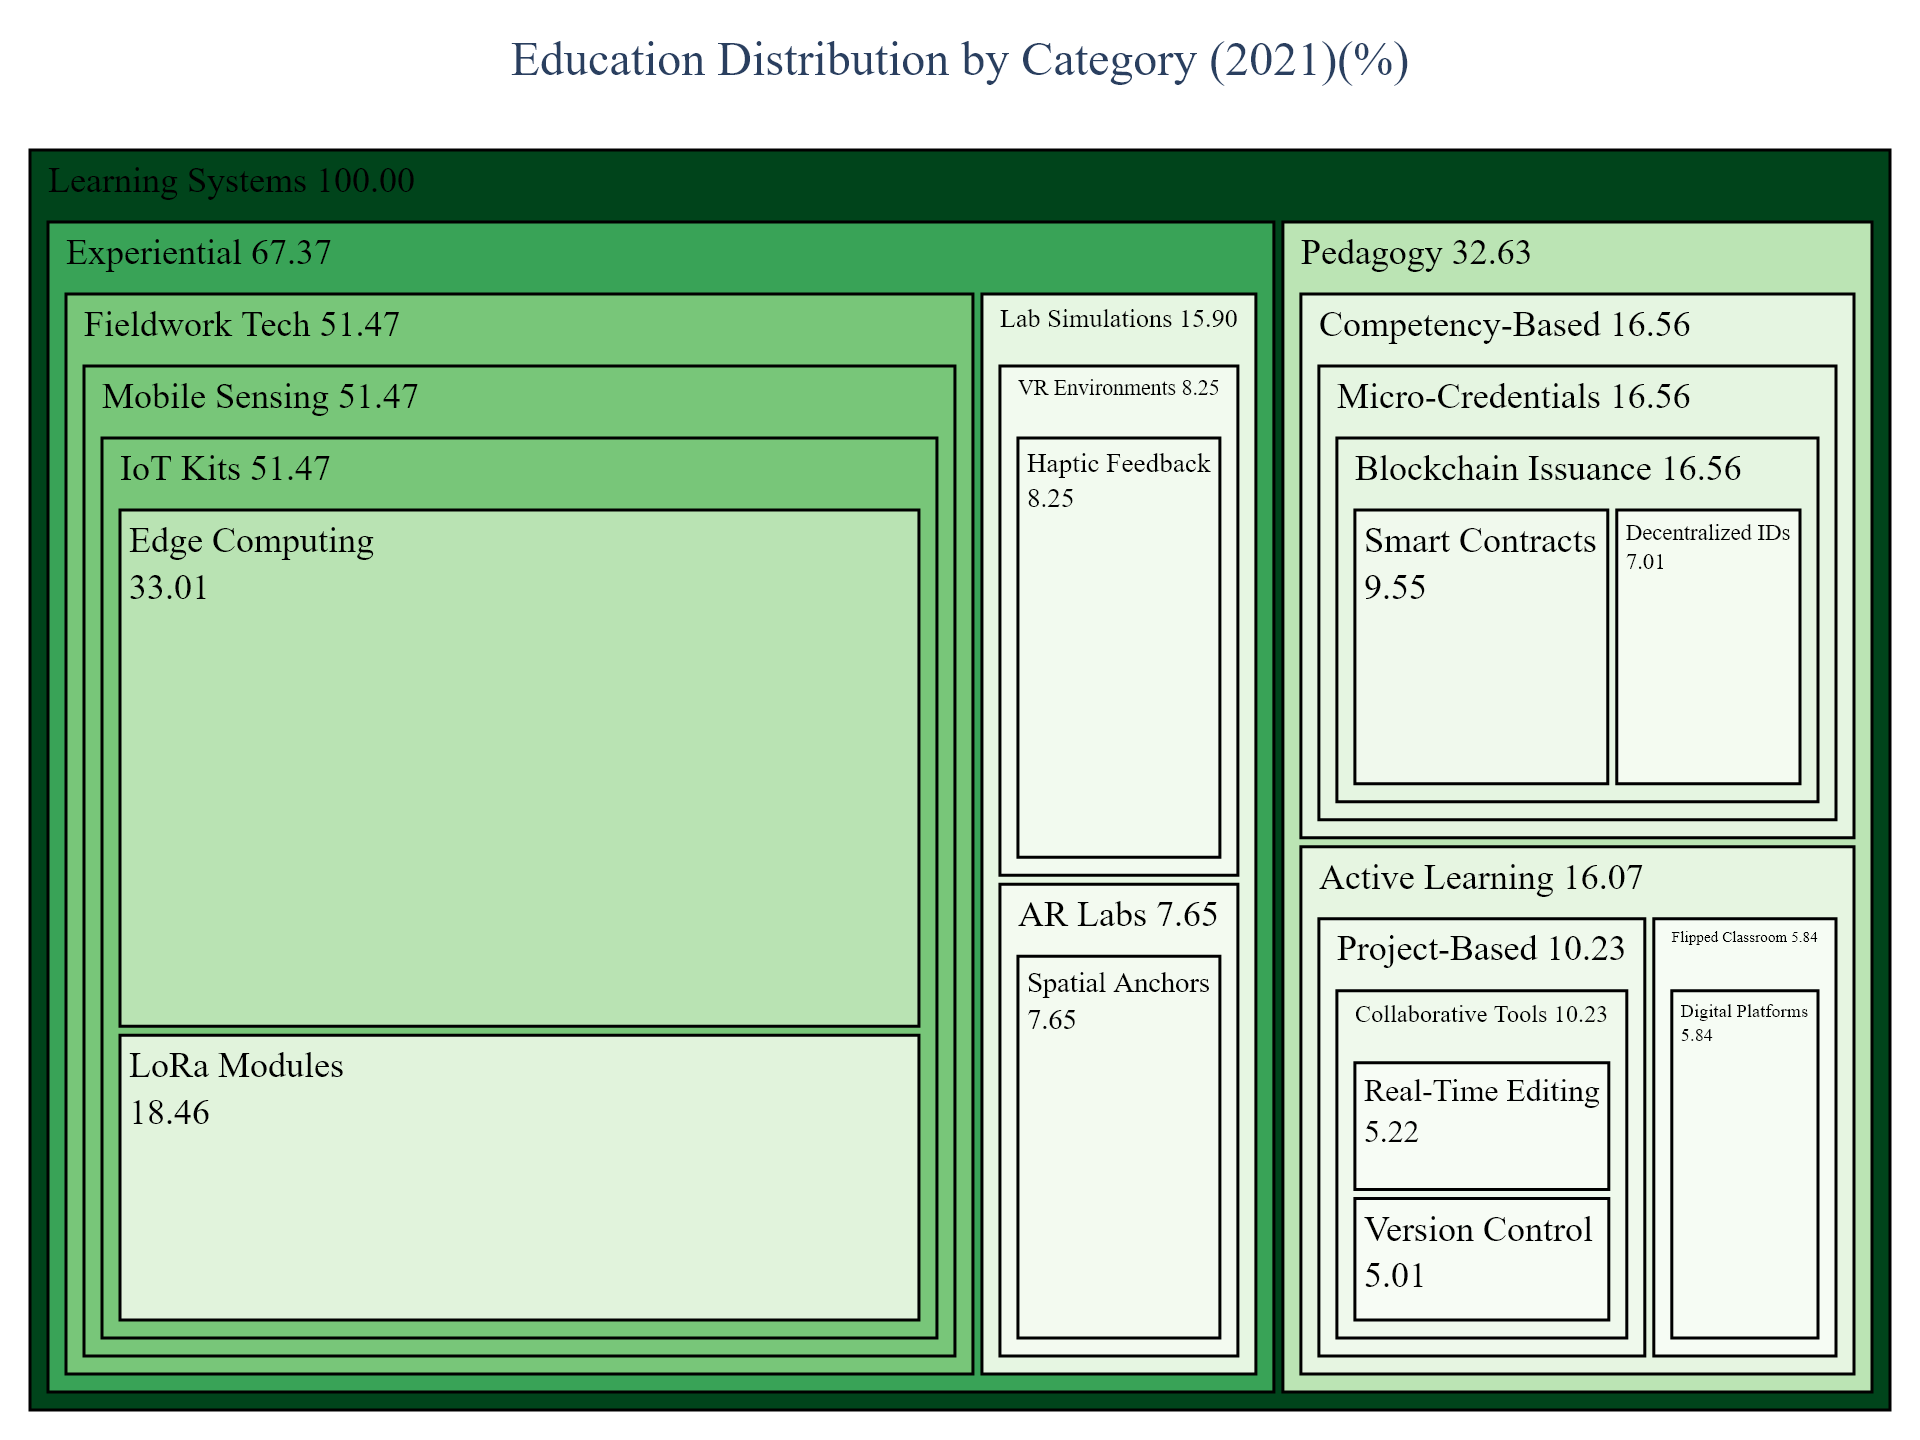 Education Distribution by Category (2021)(%)
Learning Systems 100.00
Experiential 67.37
Fieldwork Tech 51.47
Mobile Sensing 51.47
IoT Kits 51.47
Edge Computing
33.01
LoRa Modules
18.46
Lab Simulations 15.90
VR Environments 8.25
Haptic Feedback
8.25
AR Labs 7.65
Spatial Anchors
7.65
Pedagogy 32.63
Competency-Based 16.56
Micro-Credentials 16.56
Blockchain Issuance 16.56
Smart Contracts
9.55
Decentralized IDs
7.01
Active Learning 16.07
Project-Based 10.23
Collaborative Tools 10.23
Real-Time Editing
5.22
Version Control
5.01
Flipped Classroom 5.84
Digital Platforms
5.84